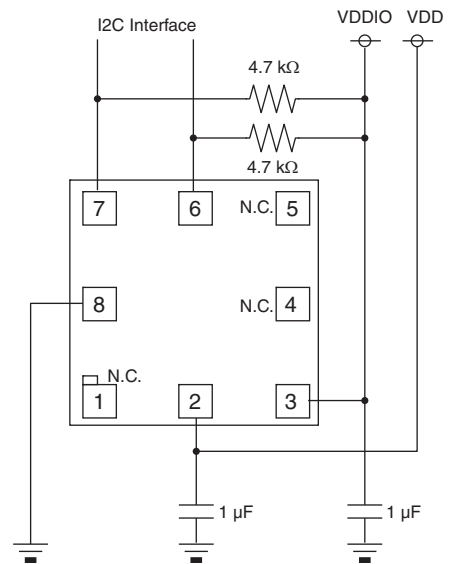 I2C Interface
VDDIO VDD
4.7 kΩ
4.7 kΩ
7 6 N.C. 5
8 N.C. 4
N.C.
1 2 3
1 µF 1 µF